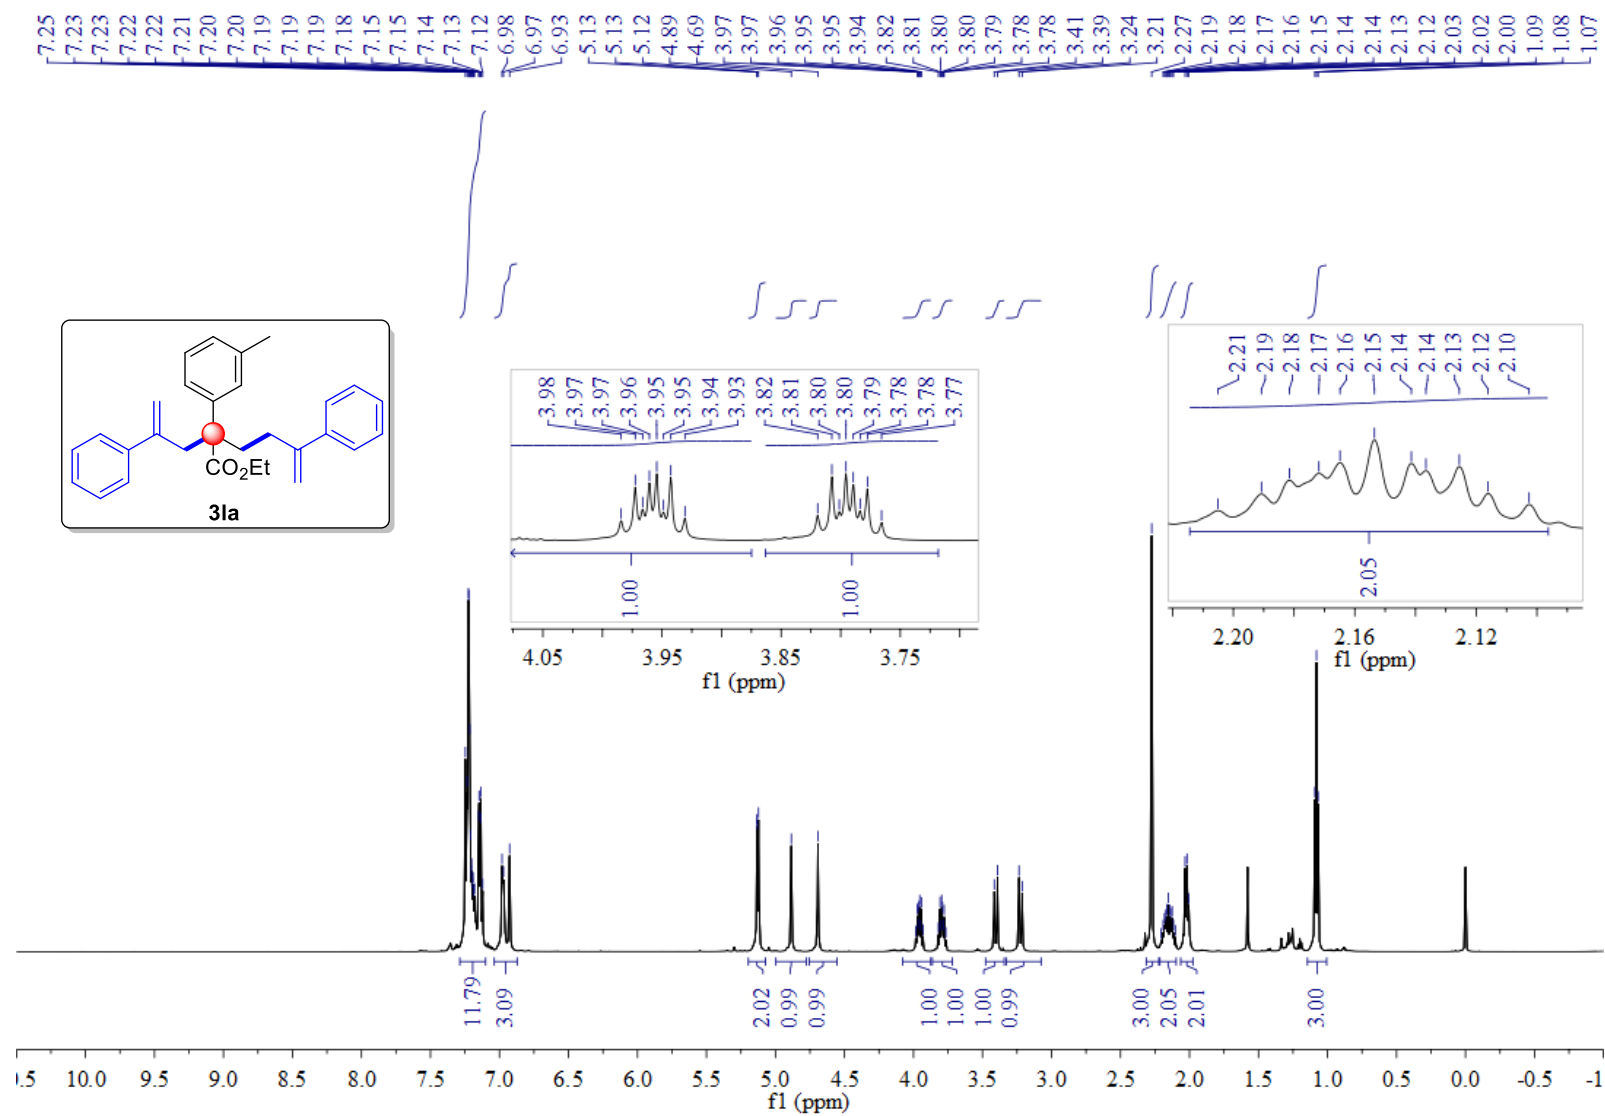 7.25 7.23 7.23 7.22 7.22 7.21 7.20 7.20 7.19 7.19 7.19 7.18 7.15 7.15 7.14 7.13 7.12 6.98 6.97 6.93 5.13 5.13 5.12 4.89 4.69 3.97 3.97 3.96 3.95 3.95 3.94 3.82 3.81 3.80 3.80 3.79 3.78 3.78 3.41 3.39 3.24 3.21 2.27 2.19 2.18 2.17 2.16 2.15 2.14 2.14 2.13 2.12 2.03 2.02 2.00 1.09 1.08 1.07
CO2Et
3la
3.98 3.97 3.97 3.96 3.95 3.95 3.94 3.93 3.82 3.81 3.80 3.80 3.79 3.78 3.78 3.77
1.00 1.00
4.05 3.95 3.85 3.75
f1 (ppm)
2.21 2.19 2.18 2.17 2.16 2.15 2.14 2.14 2.13 2.12 2.10
2.05
2.20 2.16 2.12
f1 (ppm)
11.79 3.09 2.02 0.99 0.99 1.00 1.00 1.00 0.99 3.00 2.05 2.01 3.00
.5 10.0 9.5 9.0 8.5 8.0 7.5 7.0 6.5 6.0 5.5 5.0 4.5 4.0 3.5 3.0 2.5 2.0 1.5 1.0 0.5 0.0 -0.5 -1
f1 (ppm)